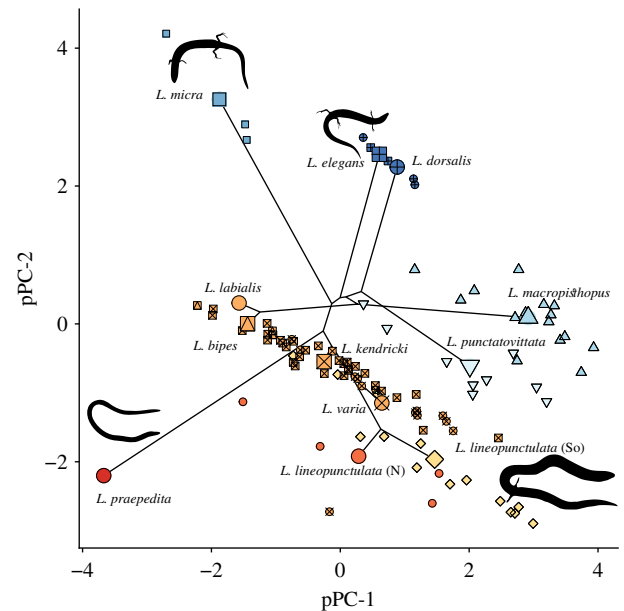 4
L. micra
L. elegans
L. dorsalis
2
pPC-2
L. labialis
L. macropisthopus
0
L. bipes
L. punctatovittata
L. kendricki
L. varia
L. lineopunctulata (So)
−2
L. lineopunctulata (N)
L. praepedita
−4
−2
0
2
4
pPC-1